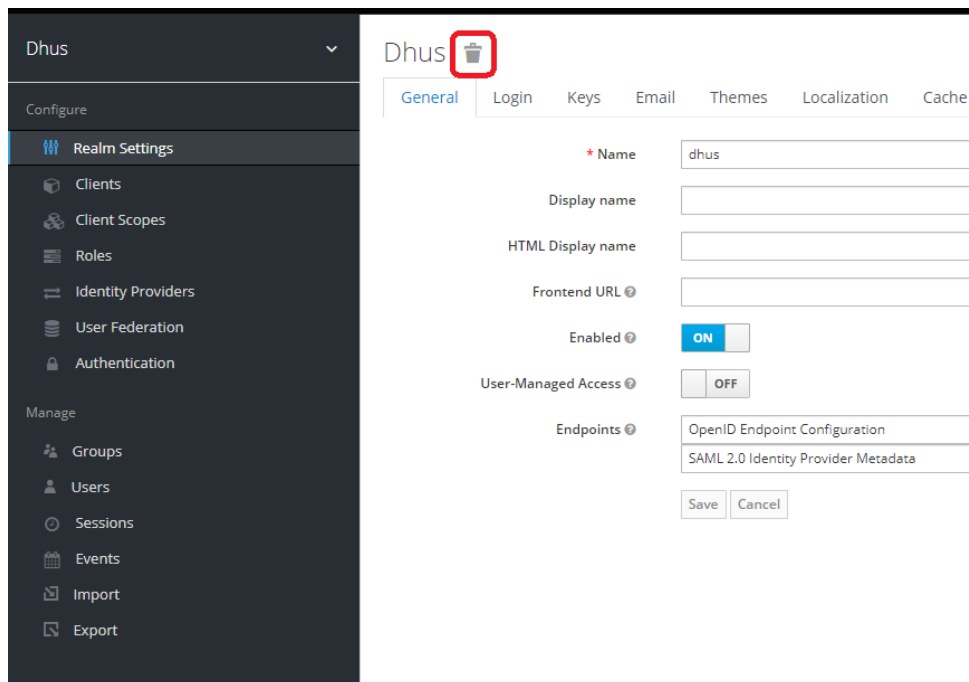 Dhus
Configure
Realm Settings
Clients
Client Scopes
Roles
Identity Providers
User Federation
Authentication
Manage
Groups
Users
Sessions
Events
Import
Export
Dhus
General Login Keys Email Themes Localization Cache
* Name dhus
Display name
HTML Display name
Frontend URL
Enabled ON
User-Managed Access OFF
Endpoints OpenID Endpoint Configuration
SAML 2.0 Identity Provider Metadata
Save Cancel